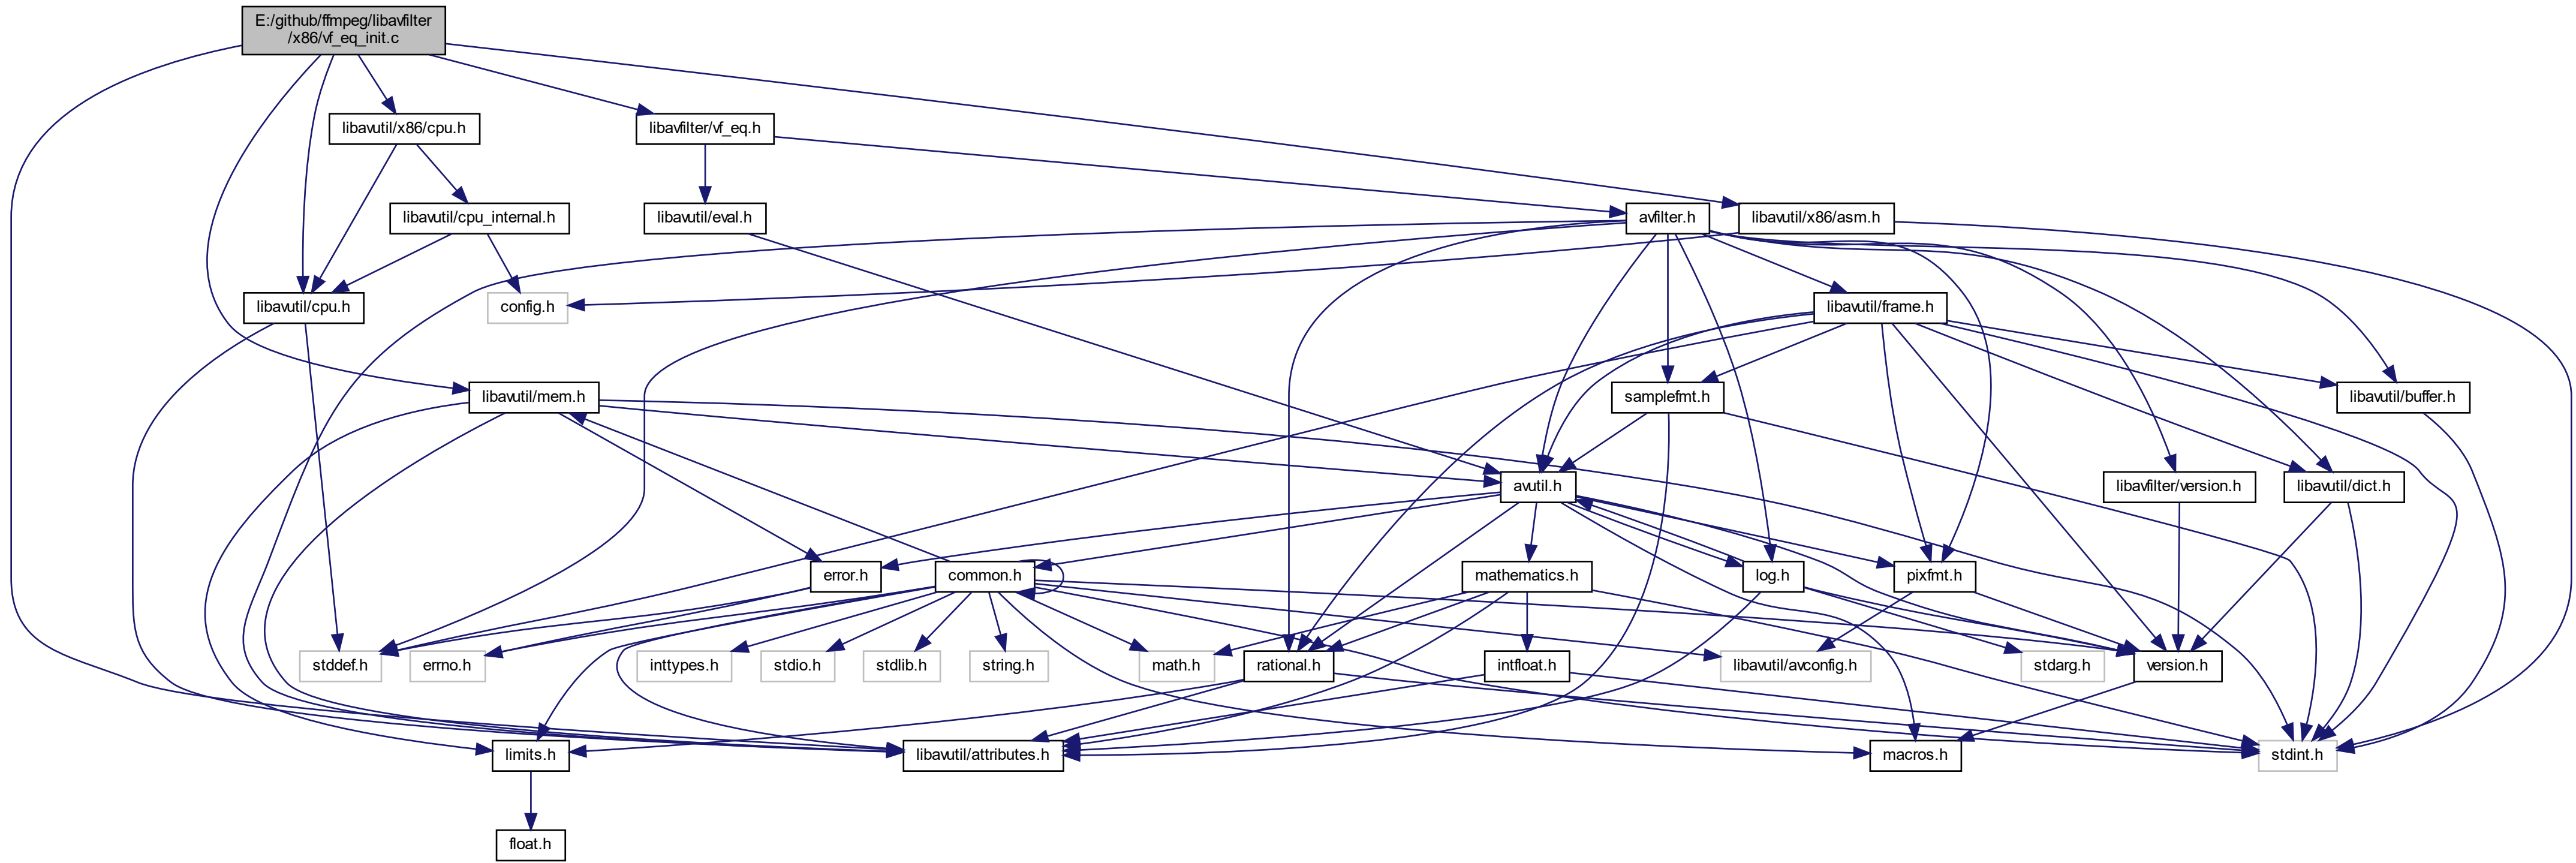 E:/github/ffmpeg/libavfilter
/x86/vf_eq_init.c
libavutil/x86/cpu.h
libavfilter/vf_eq.h
libavutil/cpu_internal.h
libavutil/eval.h
avfilter.h
libavutil/x86/asm.h
libavutil/cpu.h
config.h
libavutil/frame.h
libavutil/mem.h
samplefmt.h
libavutil/buffer.h
avutil.h
libavfilter/version.h
libavutil/dict.h
error.h
common.h
mathematics.h
log.h
pixfmt.h
stddef.h
errno.h
inttypes.h
stdio.h
stdlib.h
string.h
math.h
rational.h
intfloat.h
libavutil/avconfig.h
stdarg.h
version.h
limits.h
libavutil/attributes.h
macros.h
stdint.h
float.h